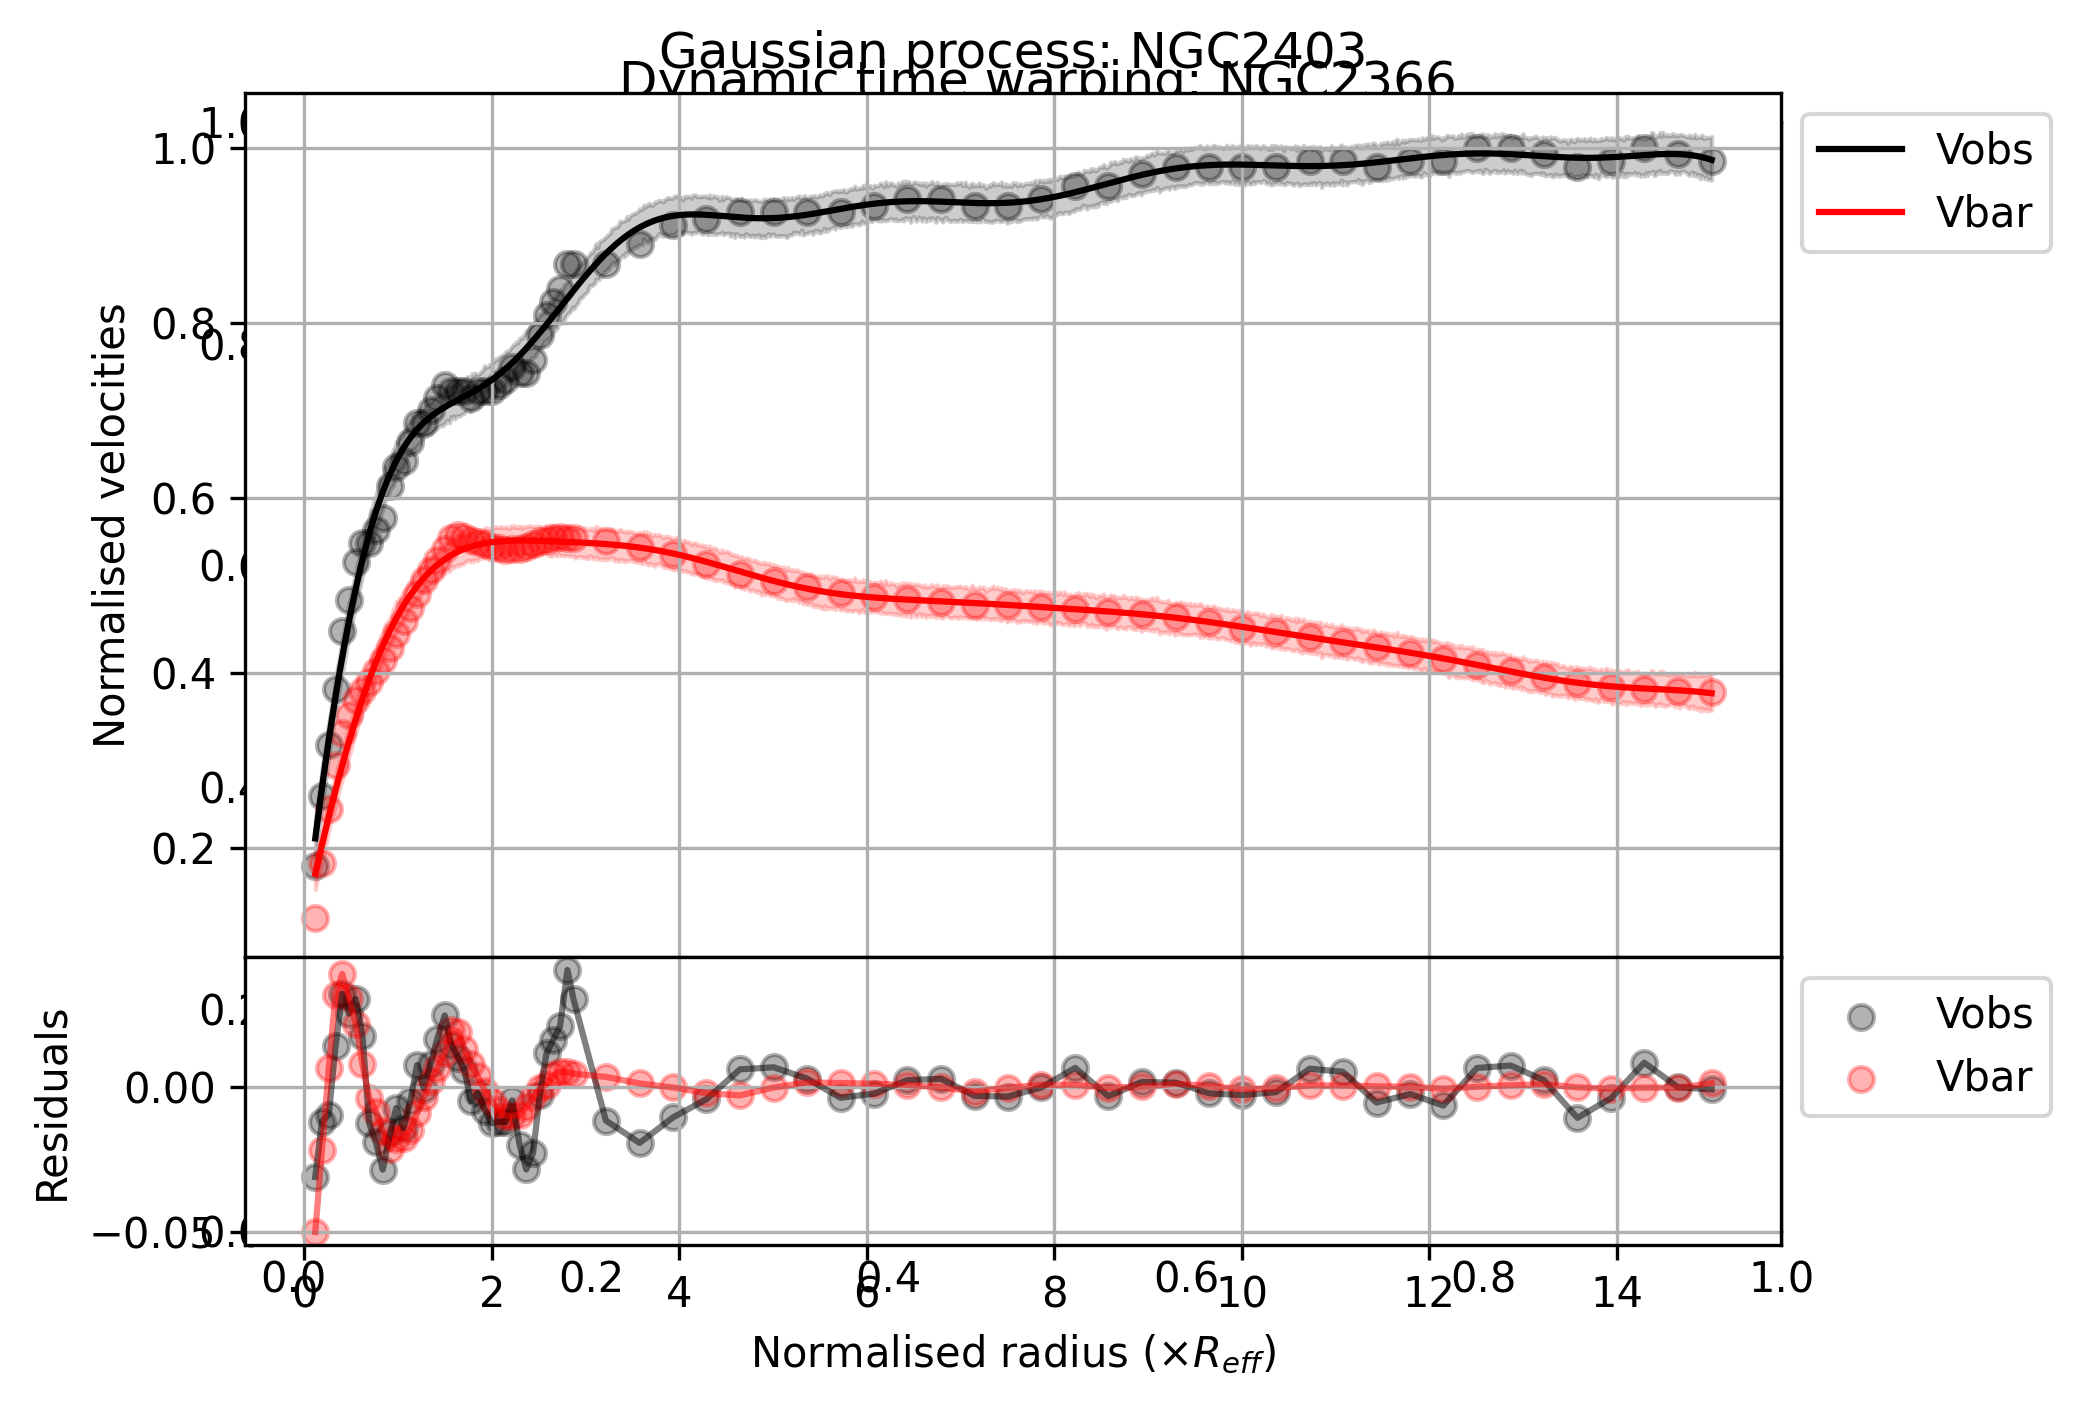 Gaussian process: NGC2403
Dynamic time warping: NGC2366
1.0
0.8
0.6
0.4
0.2
Normalised velocities
Vobs
Vbar
0.00
−0.05
Residuals
Vobs
Vbar
0.0 0.2 0.4 0.6 0.8 1.0
0 2 4 6 8 10 12 14
Normalised radius (×R_eff)